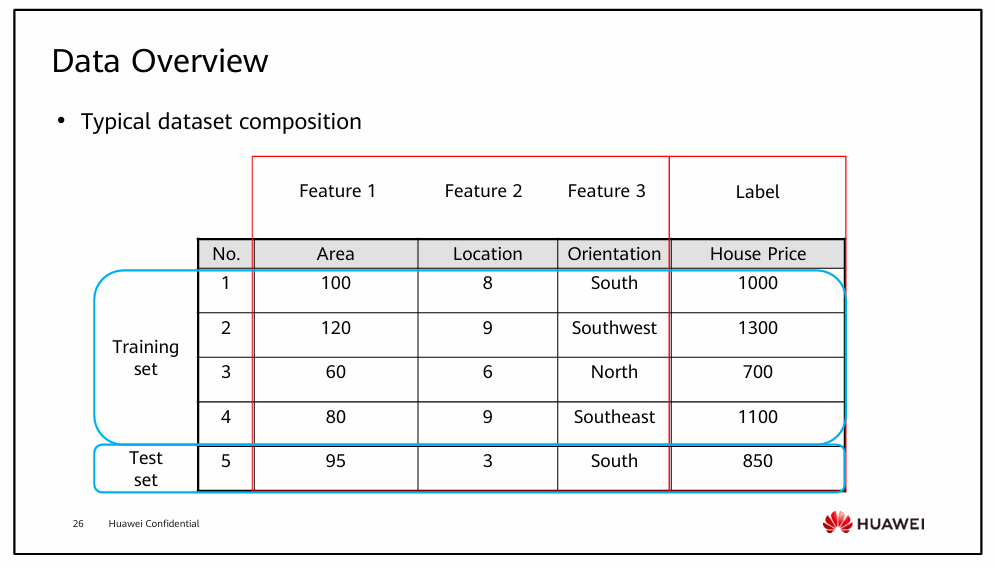 Data Overview
• Typical dataset composition
Feature 1 Feature 2 Feature 3 Label
No. Area Location Orientation House Price
1 100 8 South 1000
2 120 9 Southwest 1300
Training
set
3 60 6 North 700
4 80 9 Southeast 1100
Test
set
5 95 3 South 850
26 Huawei Confidential
HUAWEI